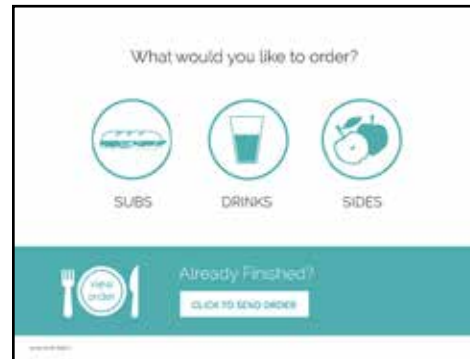 What would you like to order?
SUBS
DRINKS
SIDES
view
order
Already Finished?
CLICK TO SEND ORDER